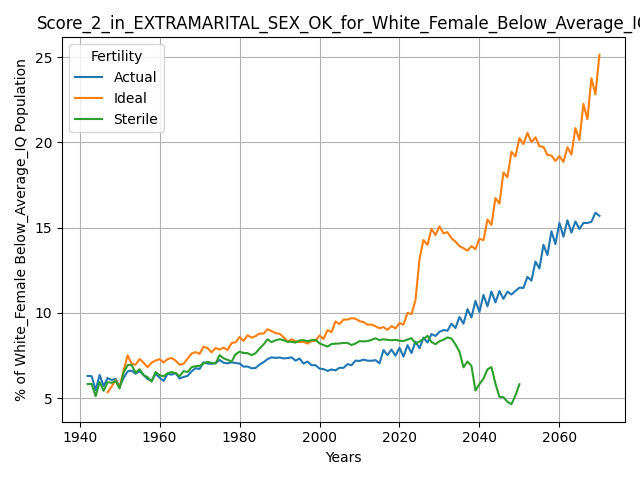 Score_2_in_EXTRAMARITAL_SEX_OK_for_White_Female_Below_Average_IQ
Fertility
Actual
Ideal
Sterile
% of White_Female Below_Average_IQ Population
25
20
15
10
5
1940 1960 1980 2000 2020 2040 2060
Years